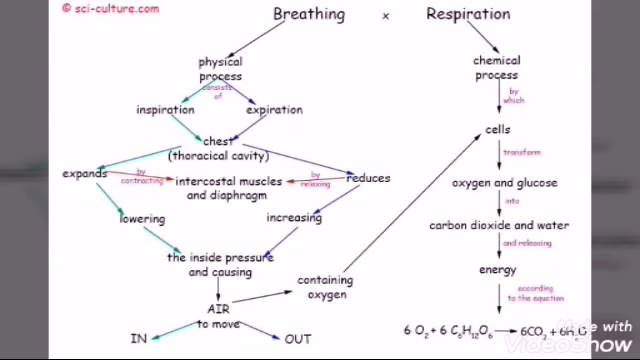 © sci-culture.com
Breathing x Respiration
physical
process
consists
of
inspiration
expiration
chest
(thoracical cavity)
expands
by
contracting
intercostal muscles
and diaphragm
by
relaxing
reduces
lowering
increasing
the inside pressure
and causing
AIR
to move
IN
OUT
containing
oxygen
chemical
process
by
which
cells
transform
oxygen and glucose
into
carbon dioxide and water
and releasing
energy
according
to the equation
6 O₂ + 6 C₆H₁₂O₆ → 6CO₂ + 6H₂O
Made with
VideoShow